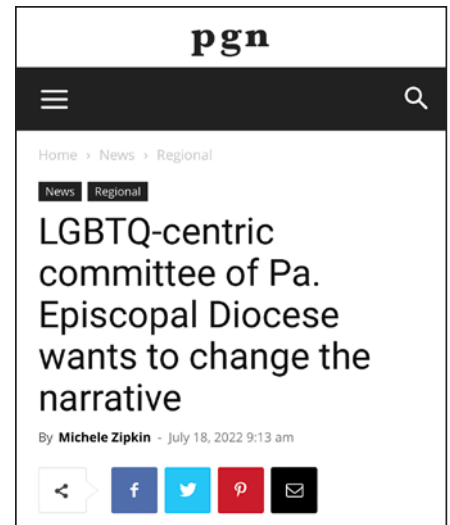 pgn
Home › News › Regional
News Regional
LGBTQ-centric
committee of Pa.
Episcopal Diocese
wants to change the
narrative
By Michele Zipkin - July 18, 2022 9:13 am